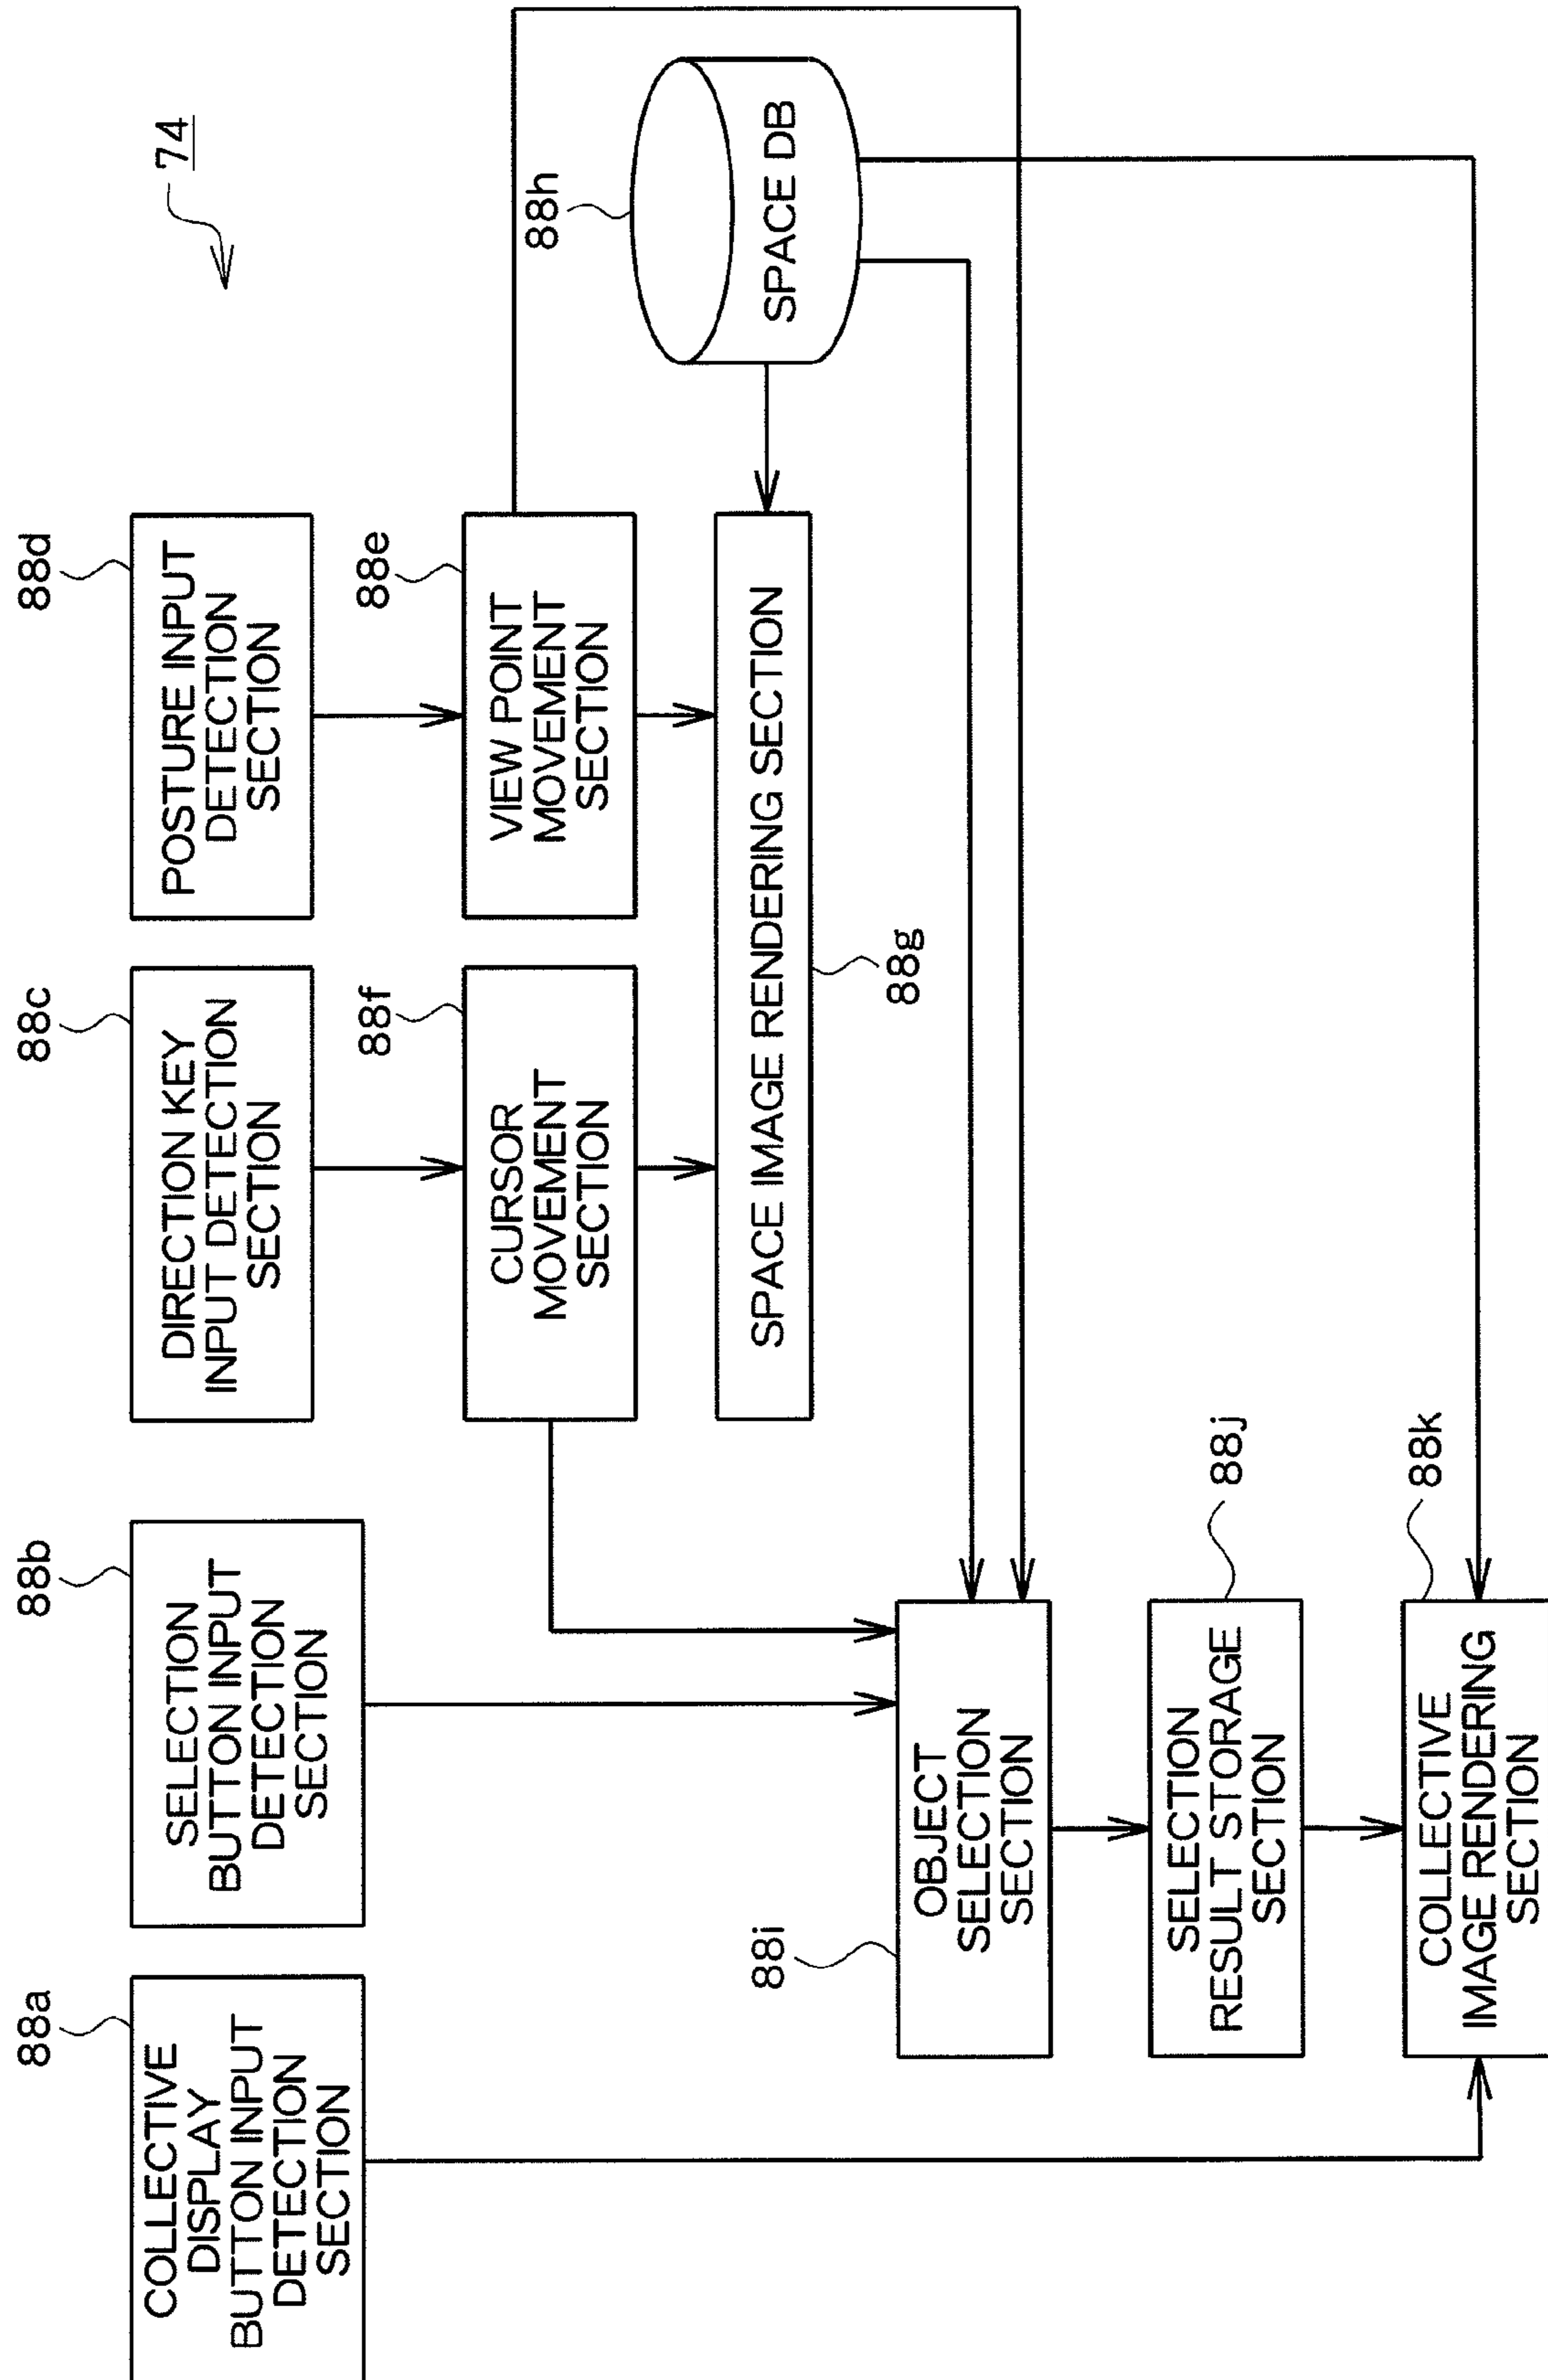 74
88a
COLLECTIVE
DISPLAY
BUTTON INPUT
DETECTION
SECTION
88b
SELECTION
BUTTON INPUT
DETECTION
SECTION
88c
DIRECTION KEY
INPUT DETECTION
SECTION
88d
POSTURE INPUT
DETECTION
SECTION
88f
CURSOR
MOVEMENT
SECTION
88e
VIEW POINT
MOVEMENT
SECTION
88h
SPACE DB
SPACE IMAGE RENDERING SECTION
88g
88i
OBJECT
SELECTION
SECTION
88j
SELECTION
RESULT STORAGE
SECTION
88k
COLLECTIVE
IMAGE RENDERING
SECTION